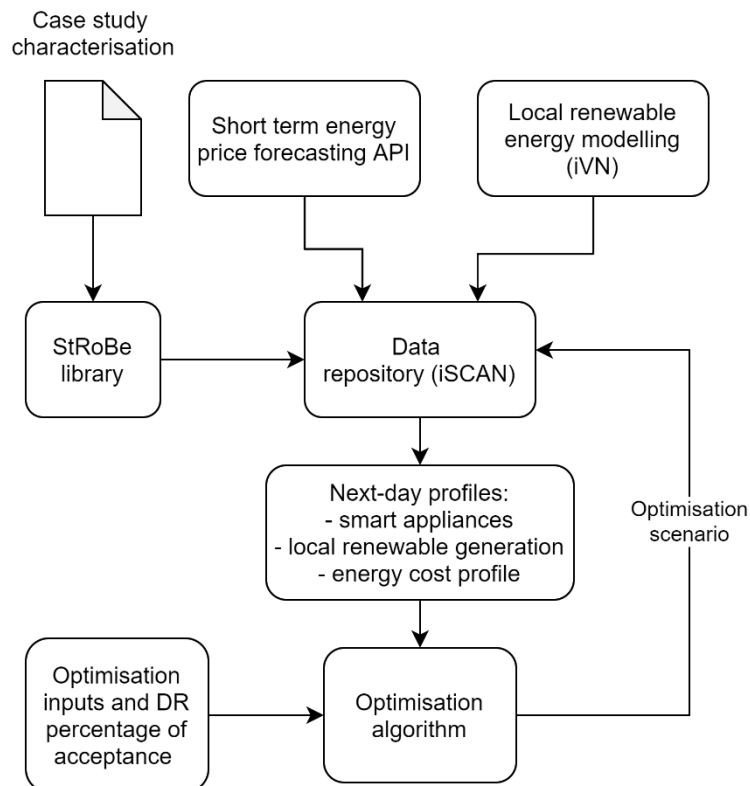 Case study
characterisation
Short term energy
price forecasting API
Local renewable
energy modelling
(iVN)
StRoBe
library
Data
repository (iSCAN)
Next-day profiles:
- smart appliances
- local renewable generation
- energy cost profile
Optimisation
scenario
Optimisation
inputs and DR
percentage of
acceptance
Optimisation
algorithm